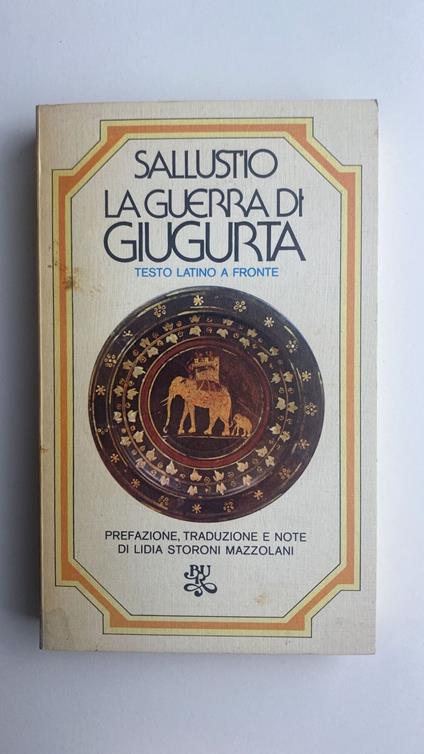 SALLUSTIO
LA GUERRA DI
GIUGURTA
TESTO LATINO A FRONTE
PREFAZIONE, TRADUZIONE E NOTE
DI LIDIA STORONI MAZZOLANI
BUR